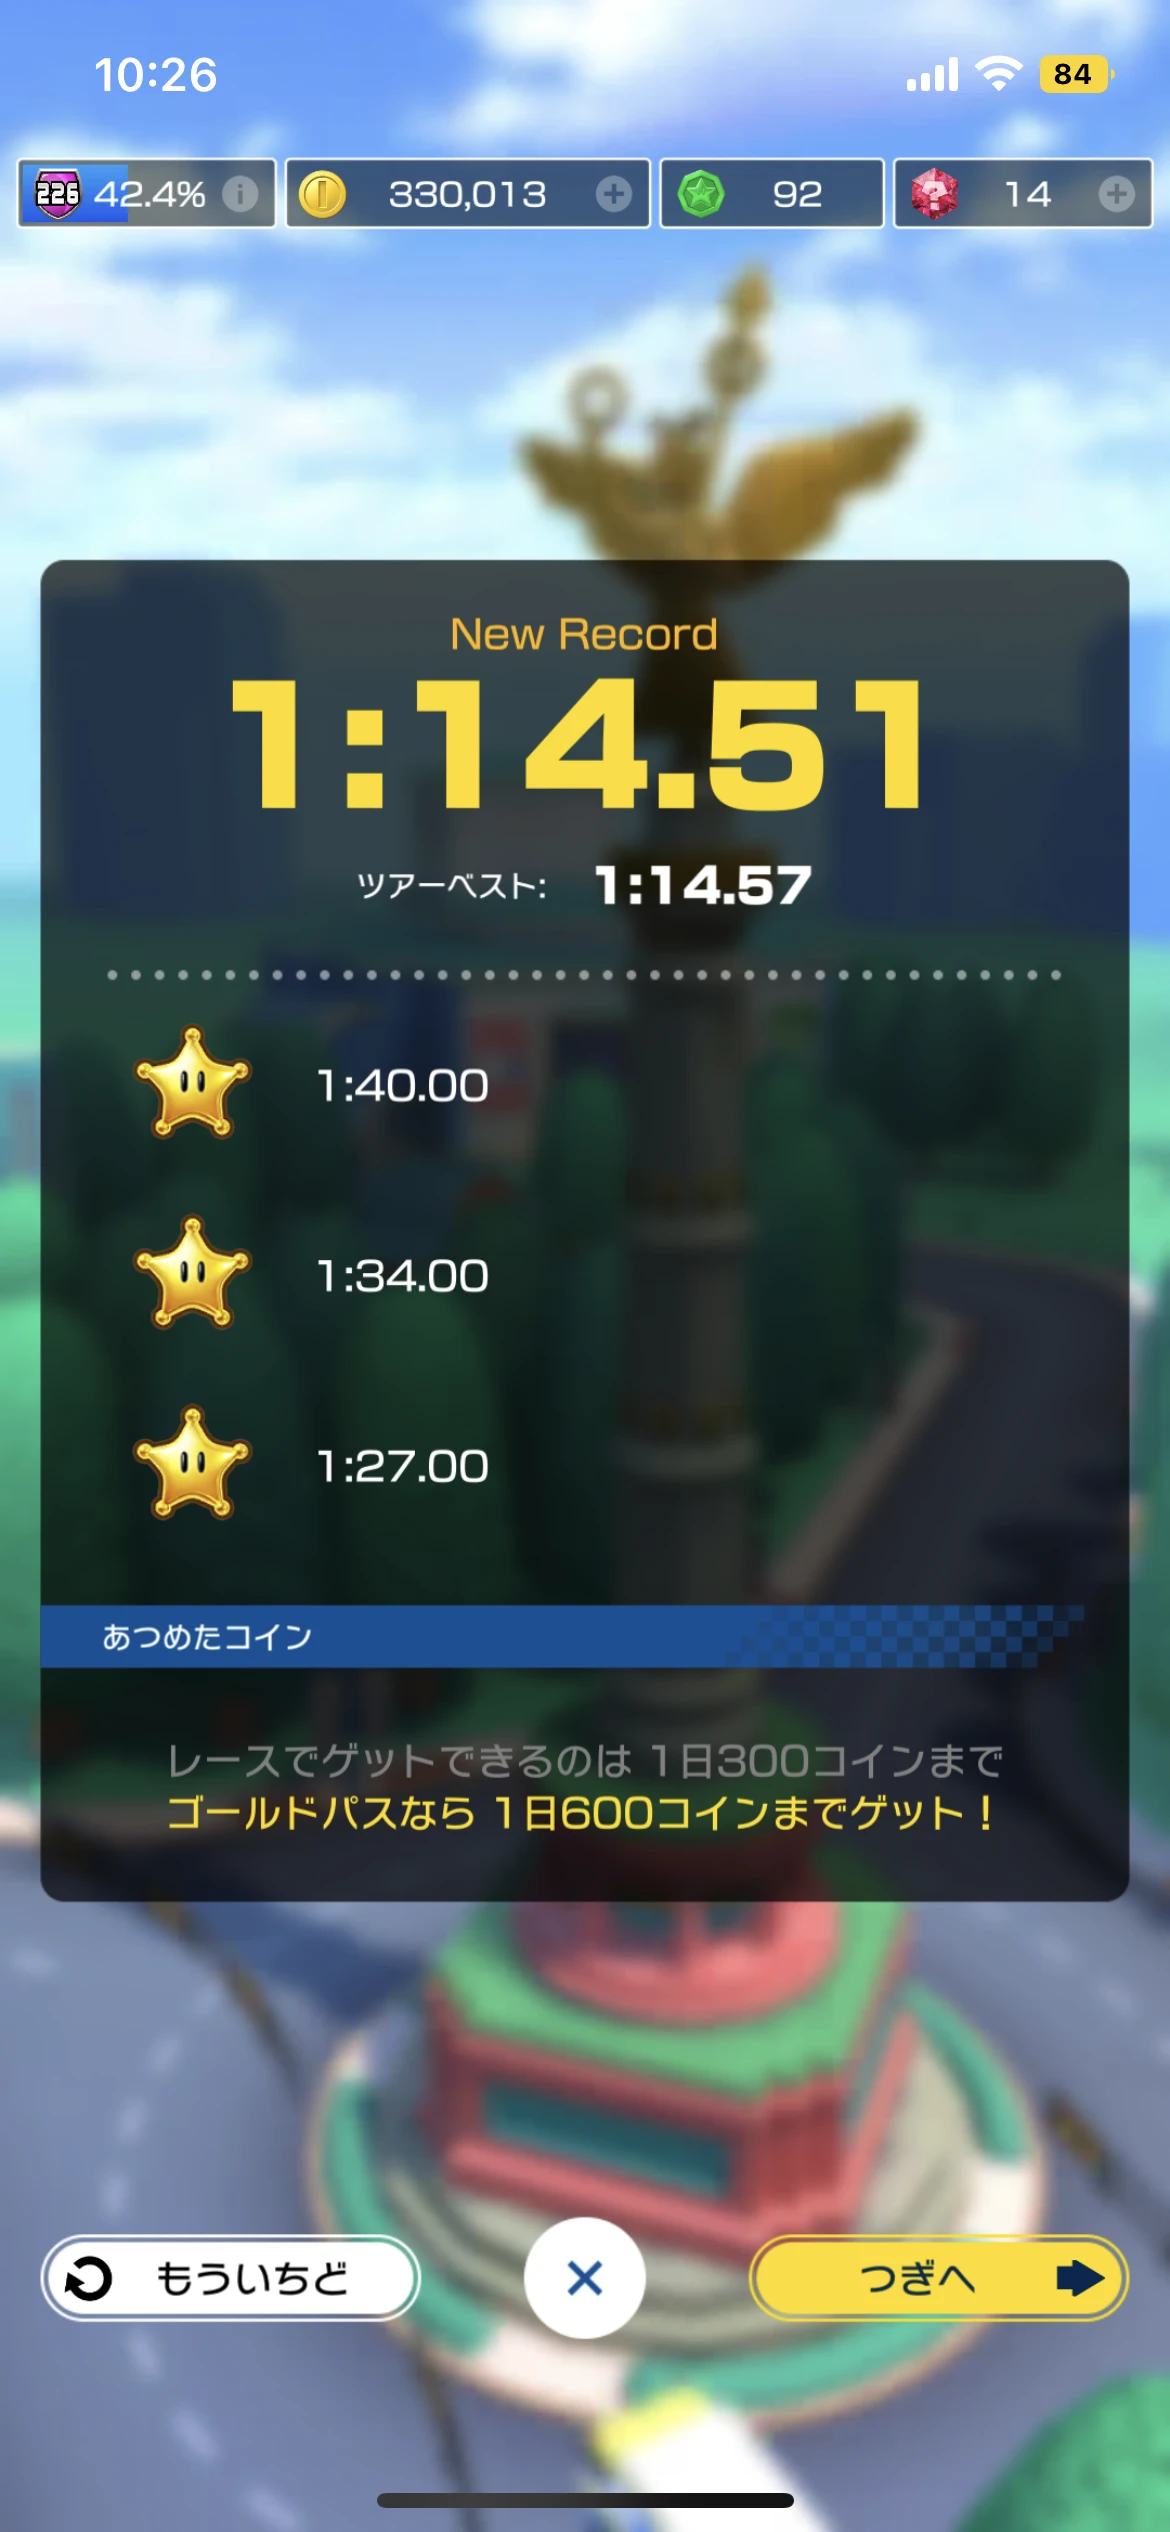 10:26
84
226 42.4%
330,013
92
14
New Record
1:14.51
ツアーベスト: 1:14.57
1:40.00
1:34.00
1:27.00
あつめたコイン
レースでゲットできるのは 1日300コインまで
ゴールドパスなら 1日600コインまでゲット！
もういちど
つぎへ